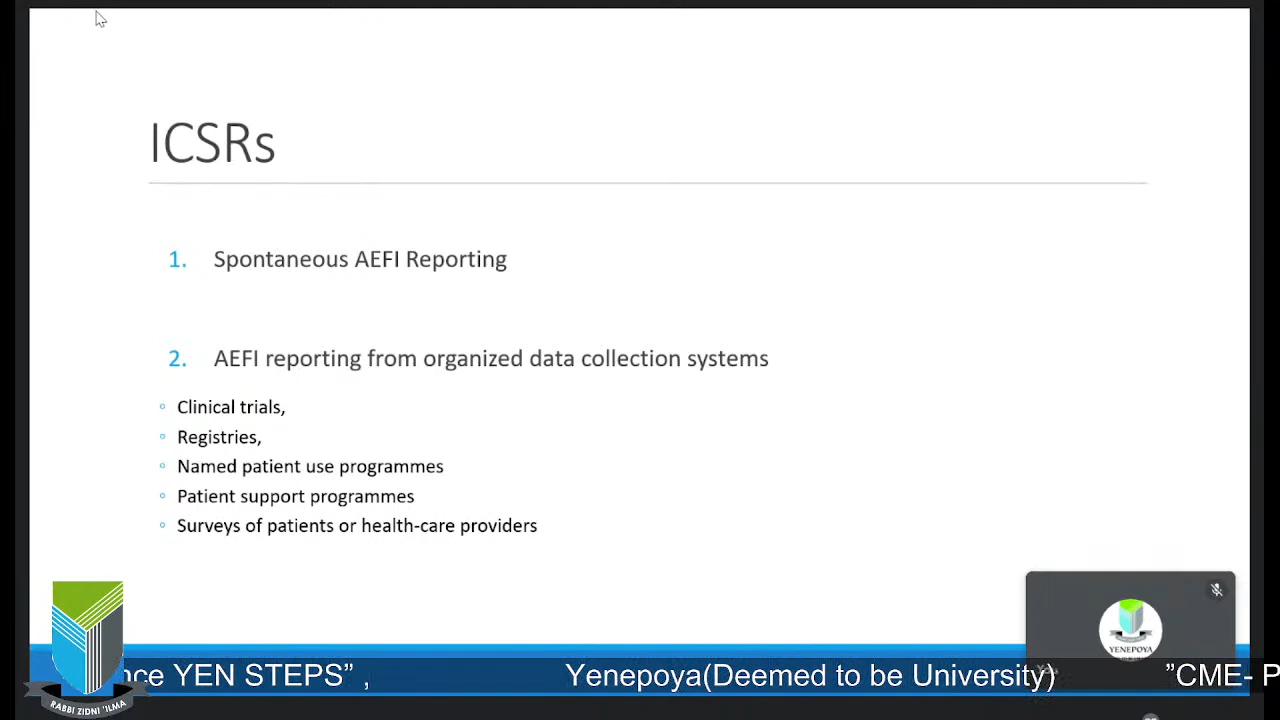 ICSRs
1. Spontaneous AEFI Reporting
2. AEFI reporting from organized data collection systems
◦ Clinical trials,
◦ Registries,
◦ Named patient use programmes
◦ Patient support programmes
◦ Surveys of patients or health-care providers
YENEPOYA
nce YEN STEPS” , Yenepoya(Deemed to be University) ”CME- P
RABBI ZIDNI 'ILMA